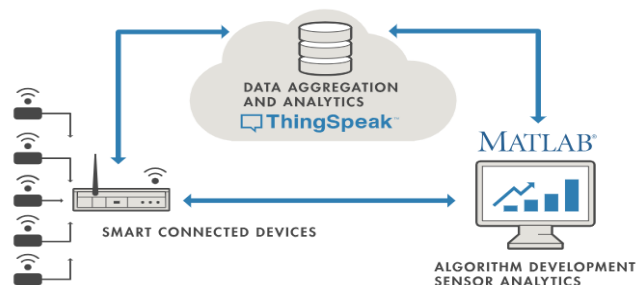 DATA AGGREGATION
AND ANALYTICS
ThingSpeak™
MATLAB®
SMART CONNECTED DEVICES
ALGORITHM DEVELOPMENT
SENSOR ANALYTICS